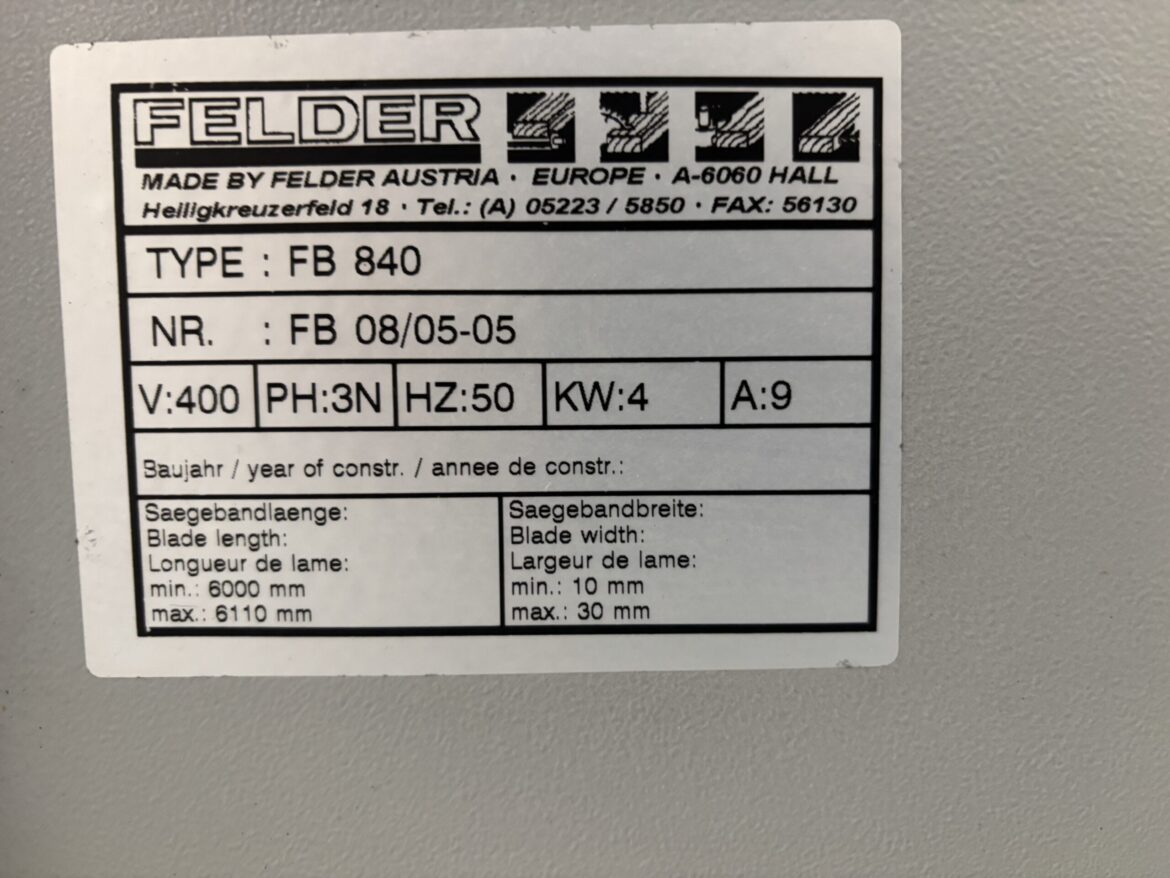 FELDER
MADE BY FELDER AUSTRIA · EUROPE · A-6060 HALL
Heiligkreuzerfeld 18 · Tel.: (A) 05223 / 5850 · FAX: 56130
TYPE : FB 840
NR. : FB 08/05-05
V:400 PH:3N HZ:50 KW:4 A:9
Baujahr / year of constr. / annee de constr.:
Saegebandlaenge:
Blade length:
Longueur de lame:
min.: 6000 mm
max.: 6110 mm
Saegebandbreite:
Blade width:
Largeur de lame:
min.: 10 mm
max.: 30 mm